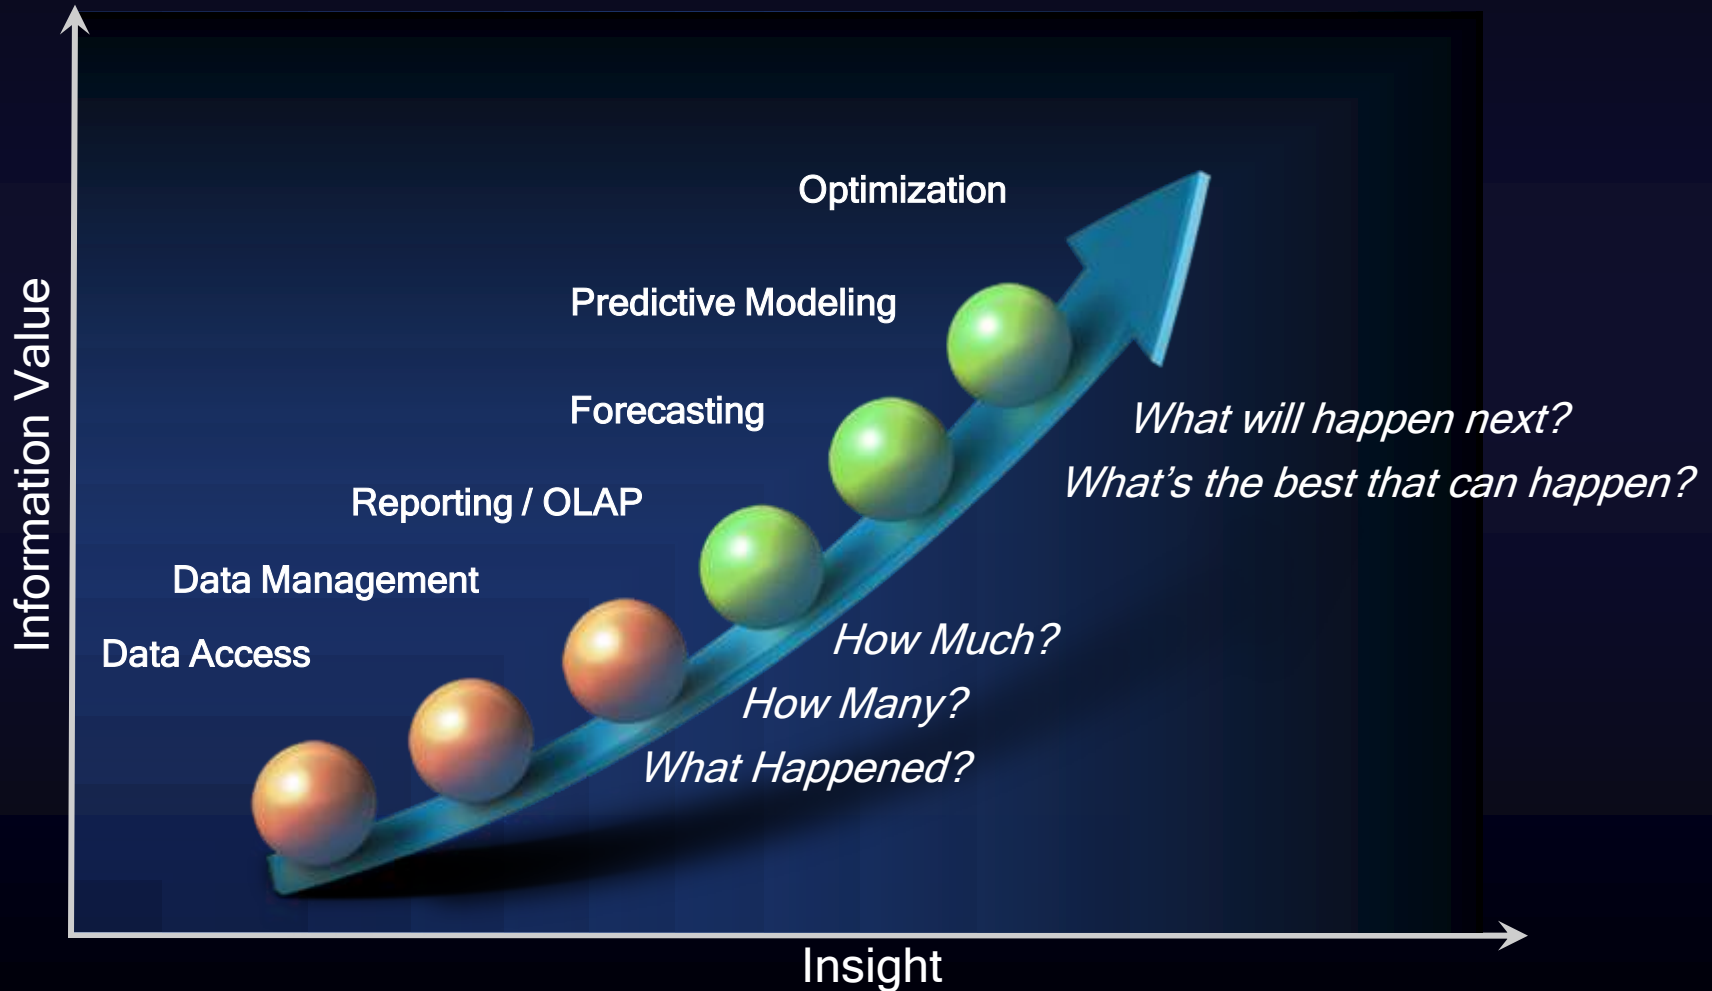 Optimization
Predictive Modeling
Forecasting
Reporting / OLAP
Data Management
Data Access
What will happen next?
What's the best that can happen?
How Much?
How Many?
What Happened?
Information Value
Insight